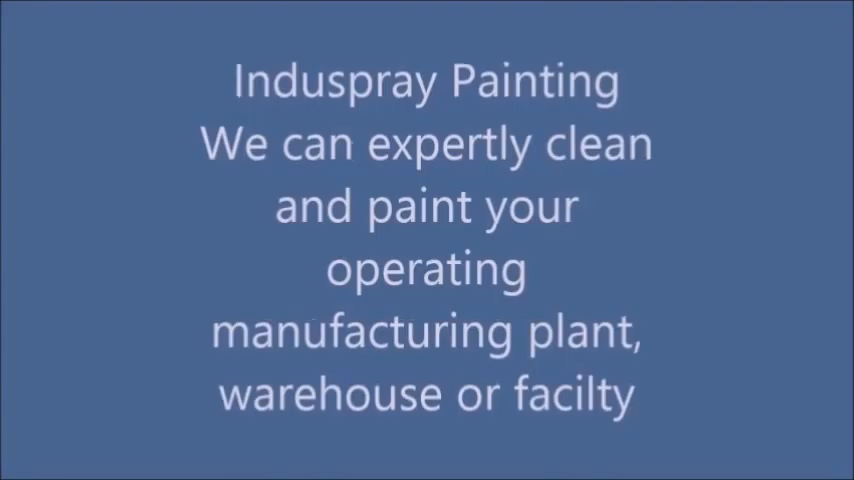 Induspray Painting
We can expertly clean
and paint your
operating
manufacturing plant,
warehouse or facilty